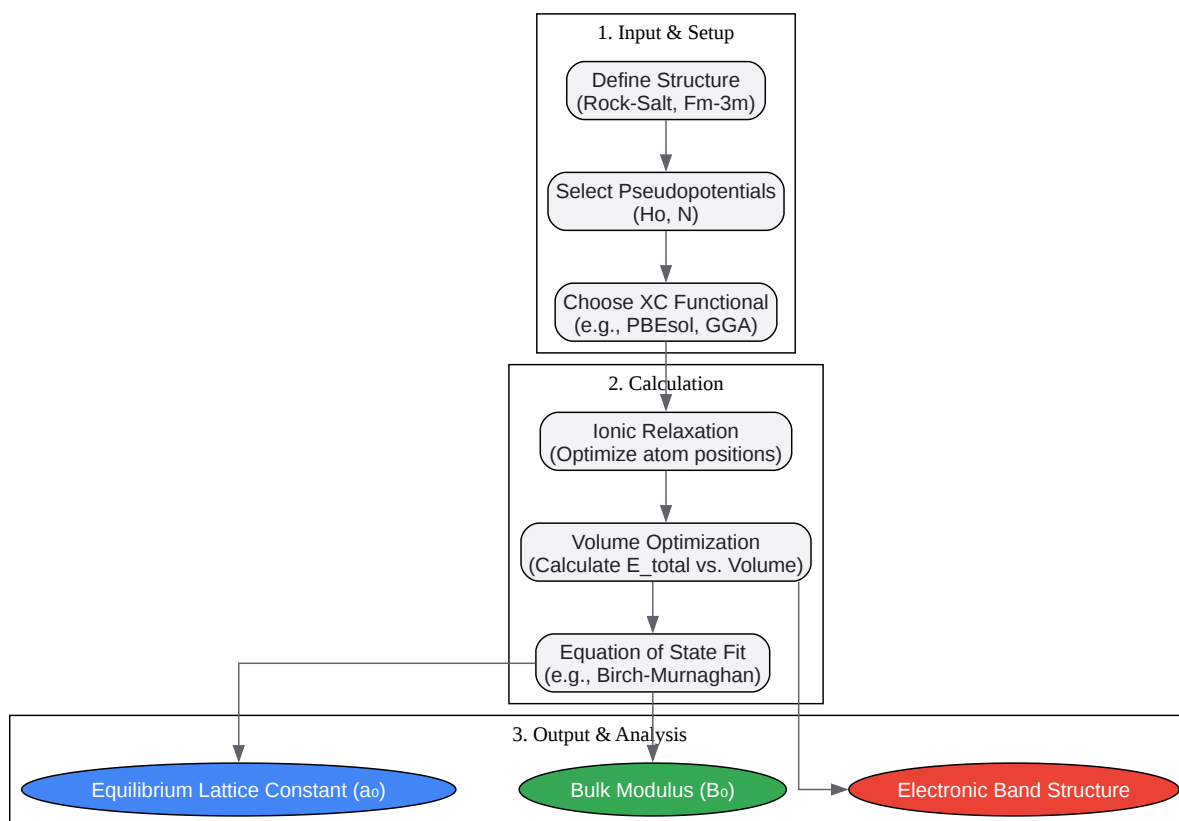 1. Input & Setup
Define Structure
(Rock-Salt, Fm-3m)
Select Pseudopotentials
(Ho, N)
Choose XC Functional
(e.g., PBEsol, GGA)
2. Calculation
Ionic Relaxation
(Optimize atom positions)
Volume Optimization
(Calculate E_total vs. Volume)
Equation of State Fit
(e.g., Birch-Murnaghan)
3. Output & Analysis
Equilibrium Lattice Constant (a₀)
Bulk Modulus (B₀)
Electronic Band Structure